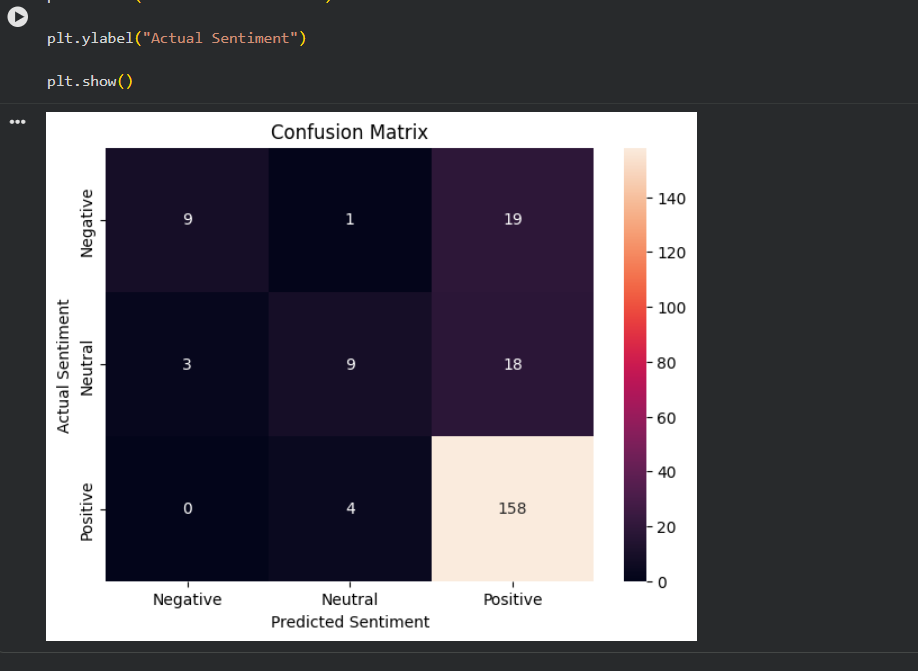 plt.ylabel("Actual Sentiment")
plt.show()
Confusion Matrix
Negative 9 1 19
Neutral 3 9 18
Positive 0 4 158
Actual Sentiment
Negative Neutral Positive
Predicted Sentiment
140
120
100
80
60
40
20
0